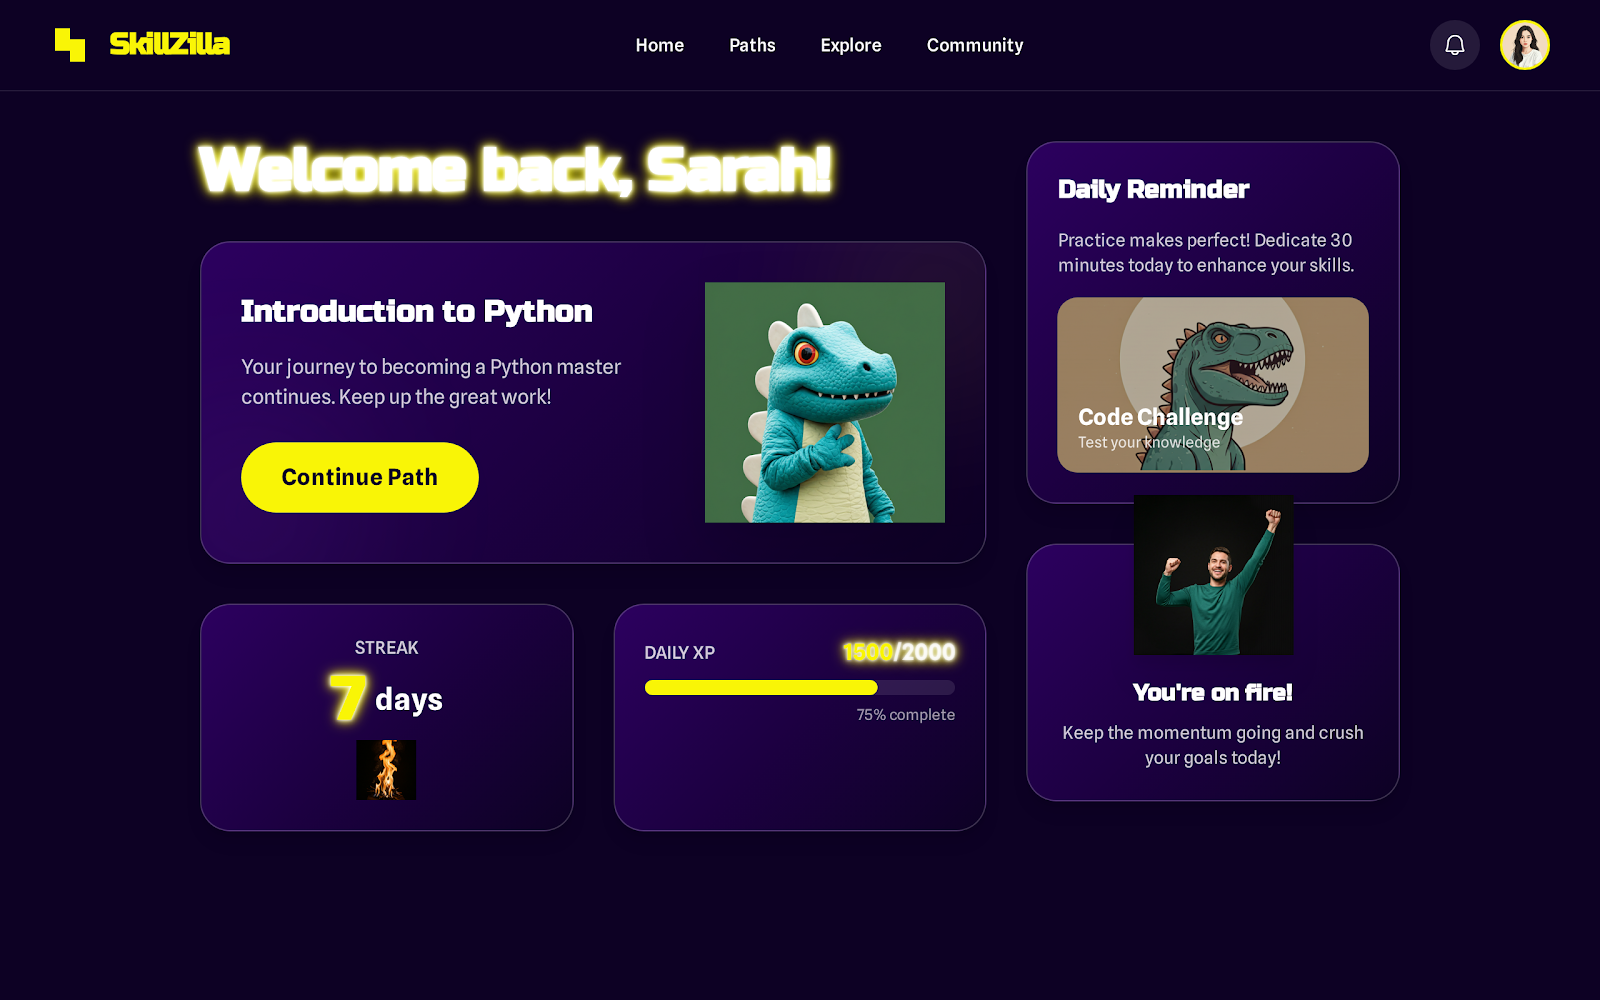 SkillZilla
Home
Paths
Explore
Community
Welcome back, Sarah!
Introduction to Python
Your journey to becoming a Python master
continues. Keep up the great work!
Continue Path
STREAK
7 days
DAILY XP
1500/2000
75% complete
Daily Reminder
Practice makes perfect! Dedicate 30
minutes today to enhance your skills.
Code Challenge
Test your knowledge
You're on fire!
Keep the momentum going and crush
your goals today!